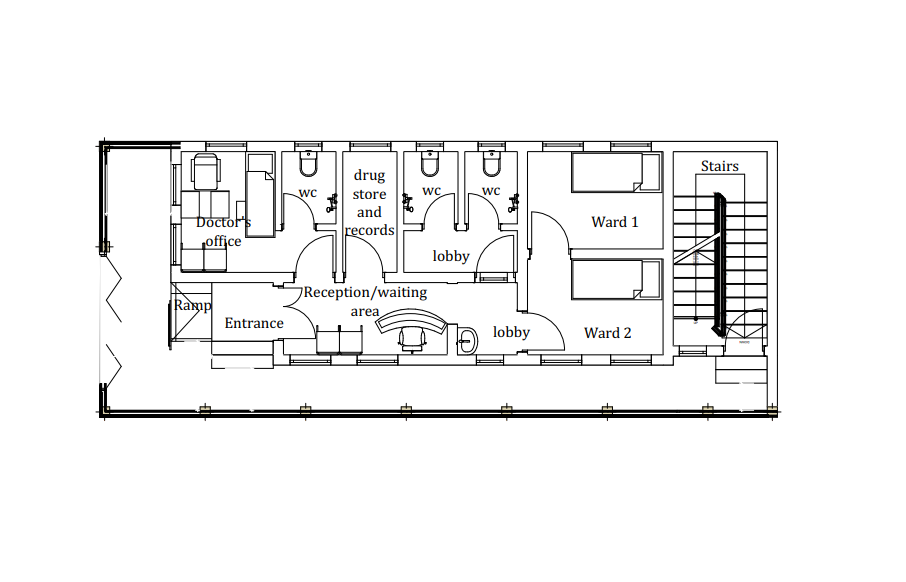 Stairs
drug
store
and
records
wc
wc
wc
Doctor's
office
Ward 1
lobby
Reception/waiting
area
Ramp
Entrance
lobby
Ward 2